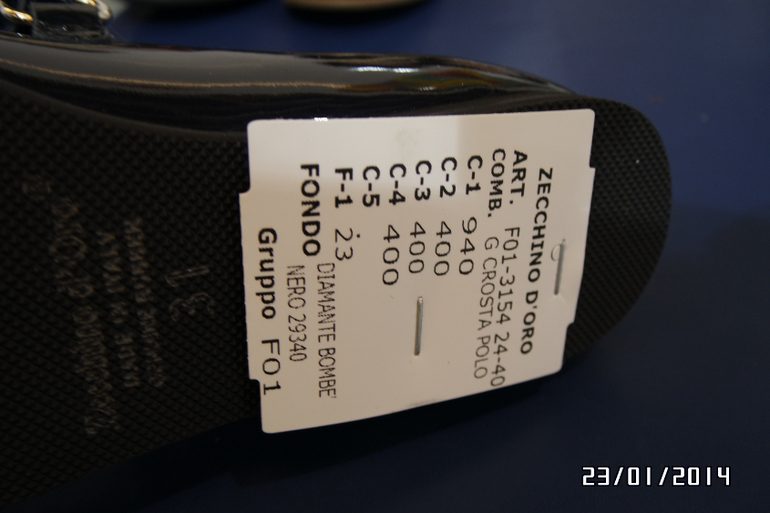 ZECCHINO D'ORO
ART. F01-3154 24-40
COMB. G CROSTA POLO
C-1 940
C-2 400
C-3 400
C-4 400
C-5
F-1 23
FONDO DIAMANTE BOMBE'
NERO 29340
Gruppo F01
31
23/01/2014